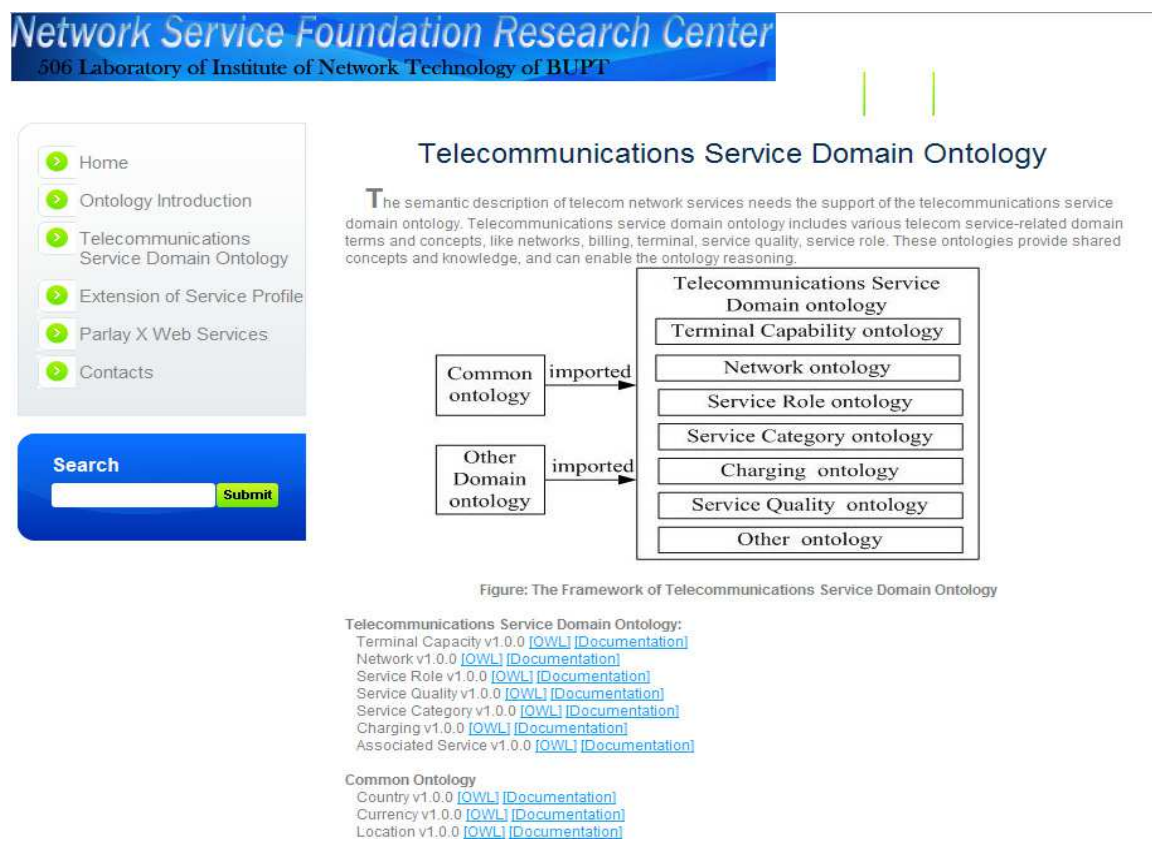 Network Service Foundation Research Center
506 Laboratory of Institute of Network Technology of BUPT
Home
Ontology Introduction
Telecommunications
Service Domain Ontology
Extension of Service Profile
Parlay X Web Services
Contacts
Search
Submit
Telecommunications Service Domain Ontology
The semantic description of telecom network services needs the support of the telecommunications service
domain ontology. Telecommunications service domain ontology includes various telecom service-related domain
terms and concepts, like networks, billing, terminal, service quality, service role. These ontologies provide shared
concepts and knowledge, and can enable the ontology reasoning.
Common
ontology
imported
Other
Domain
ontology
imported
Telecommunications Service
Domain ontology
Terminal Capability ontology
Network ontology
Service Role ontology
Service Category ontology
Charging ontology
Service Quality ontology
Other ontology
Figure: The Framework of Telecommunications Service Domain Ontology
Telecommunications Service Domain Ontology:
Terminal Capacity v1.0.0 [OWL] [Documentation]
Network v1.0.0 [OWL] [Documentation]
Service Role v1.0.0 [OWL] [Documentation]
Service Quality v1.0.0 [OWL] [Documentation]
Service Category v1.0.0 [OWL] [Documentation]
Charging v1.0.0 [OWL] [Documentation]
Associated Service v1.0.0 [OWL] [Documentation]
Common Ontology
Country v1.0.0 [OWL] [Documentation]
Currency v1.0.0 [OWL] [Documentation]
Location v1.0.0 [OWL] [Documentation]